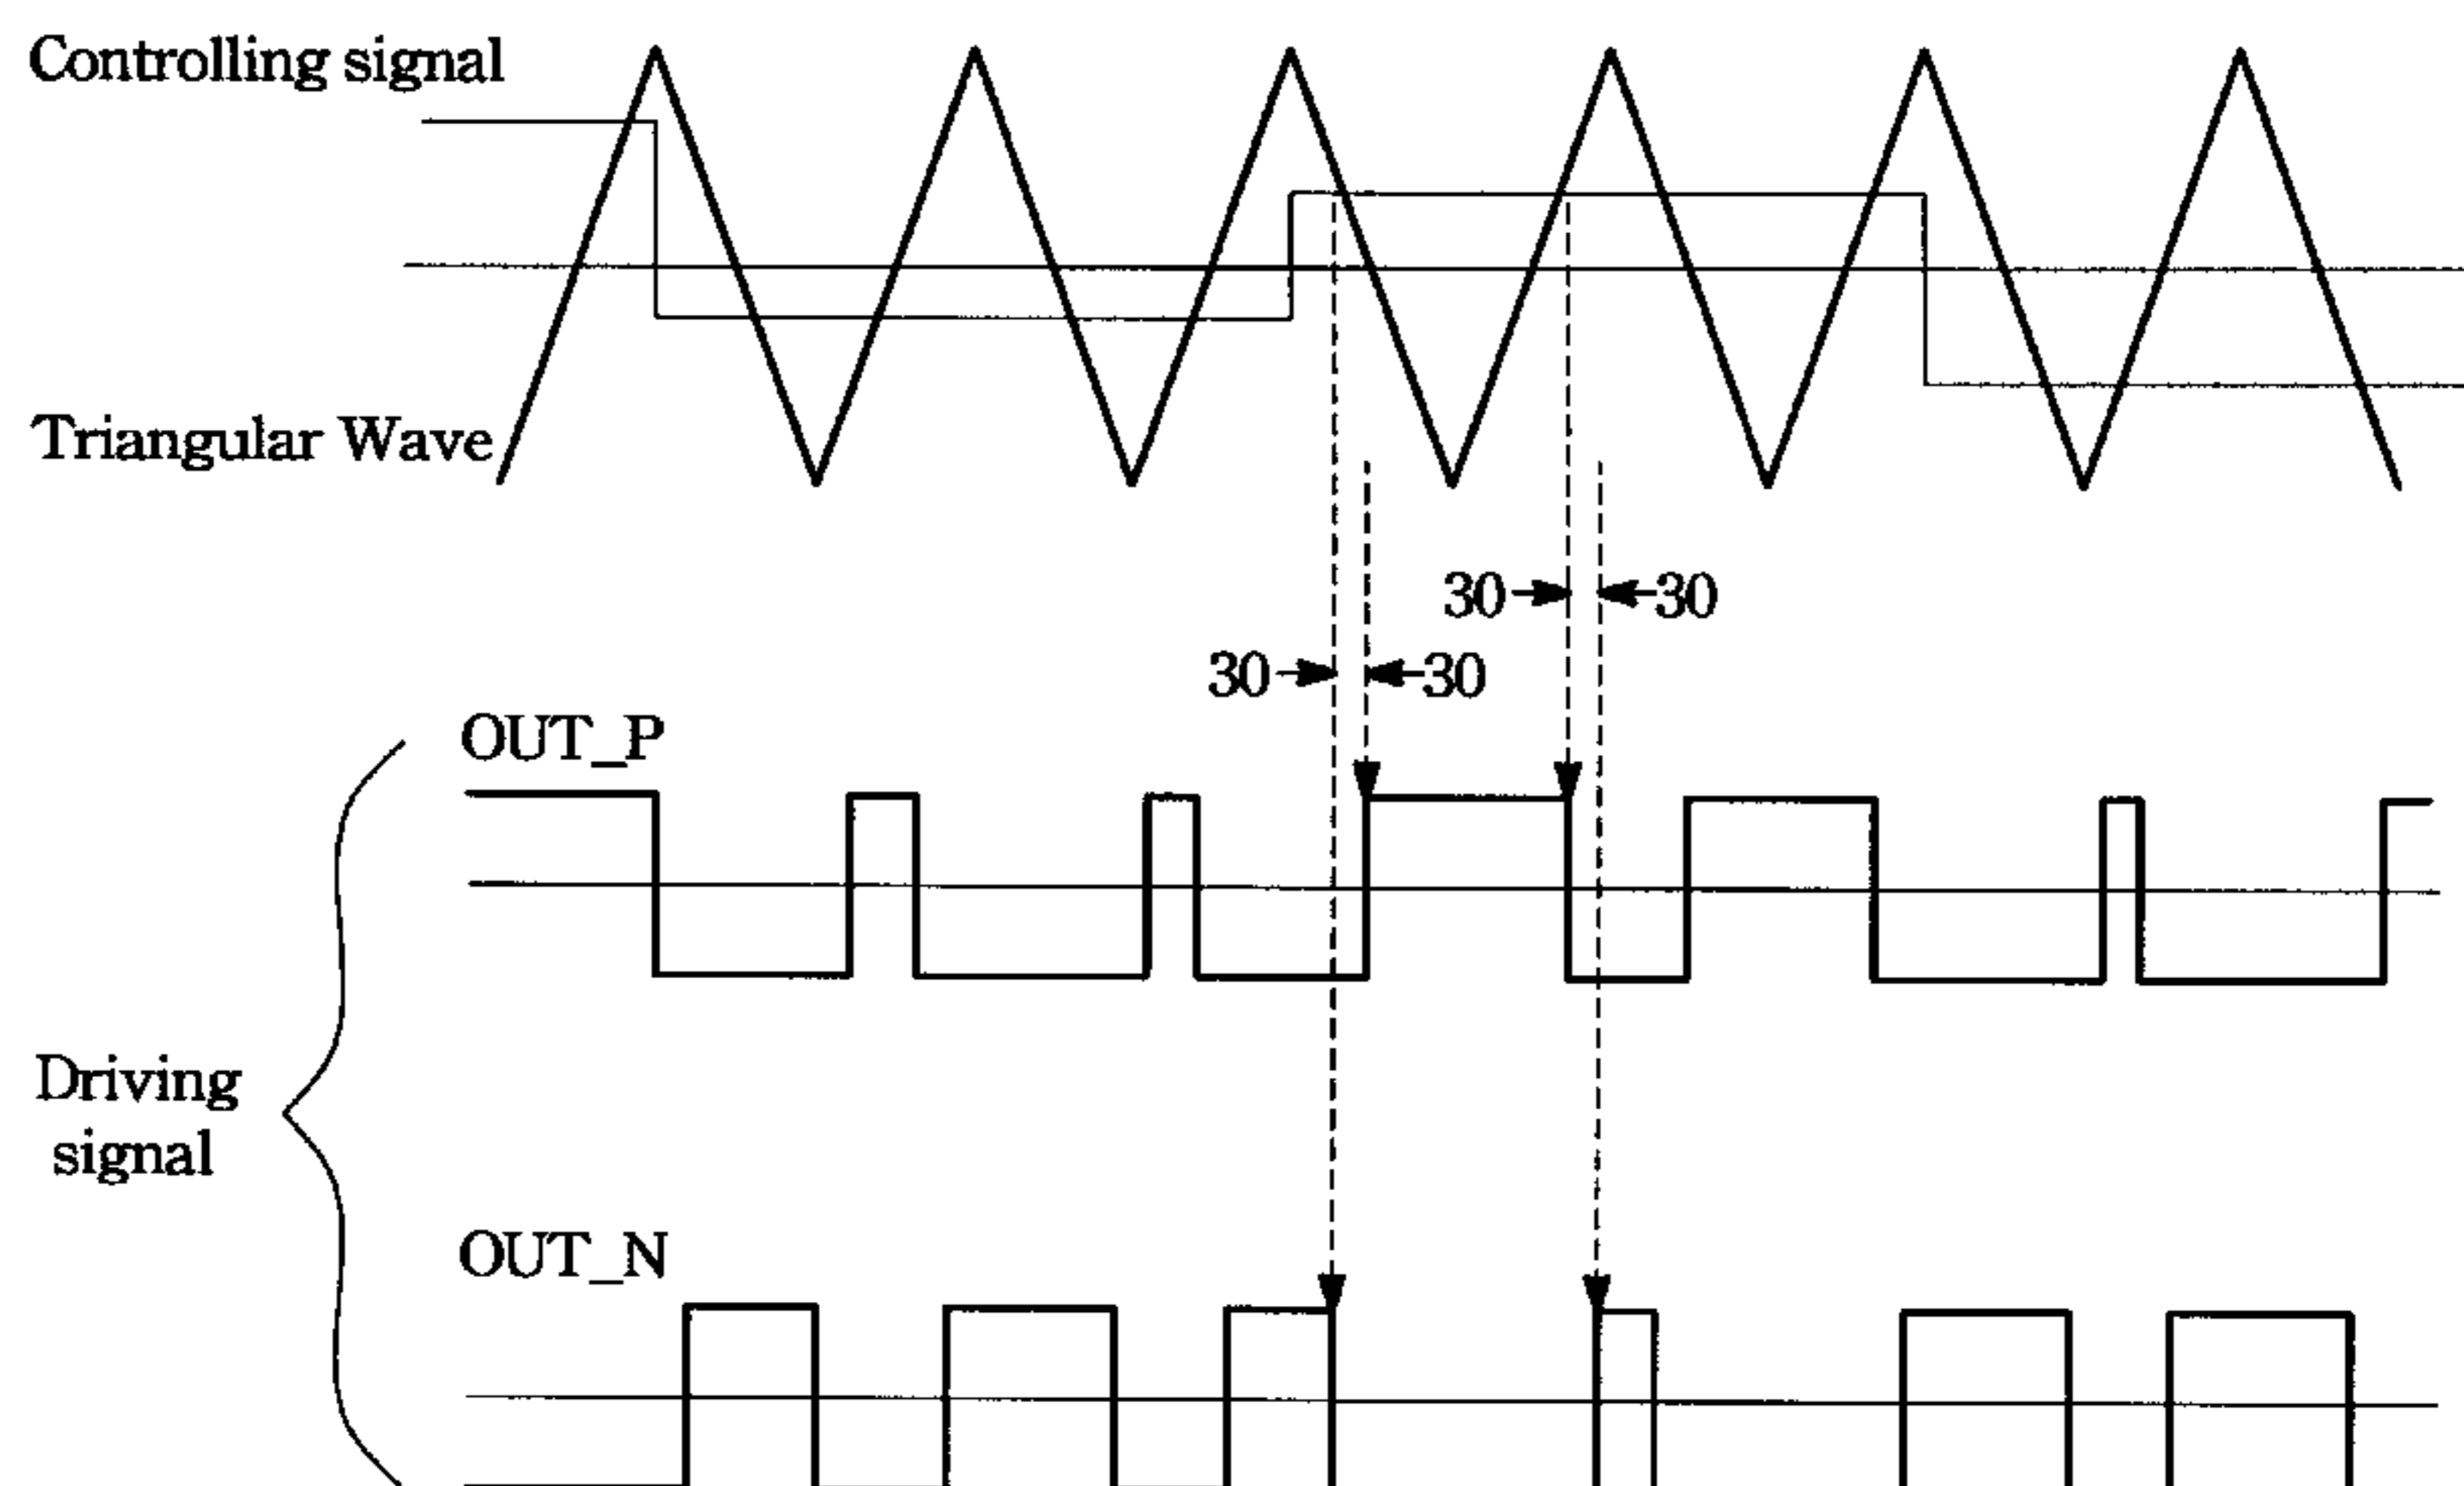 Controlling signal
Triangular Wave
30 30
30 30
OUT_P
Driving
signal
OUT_N